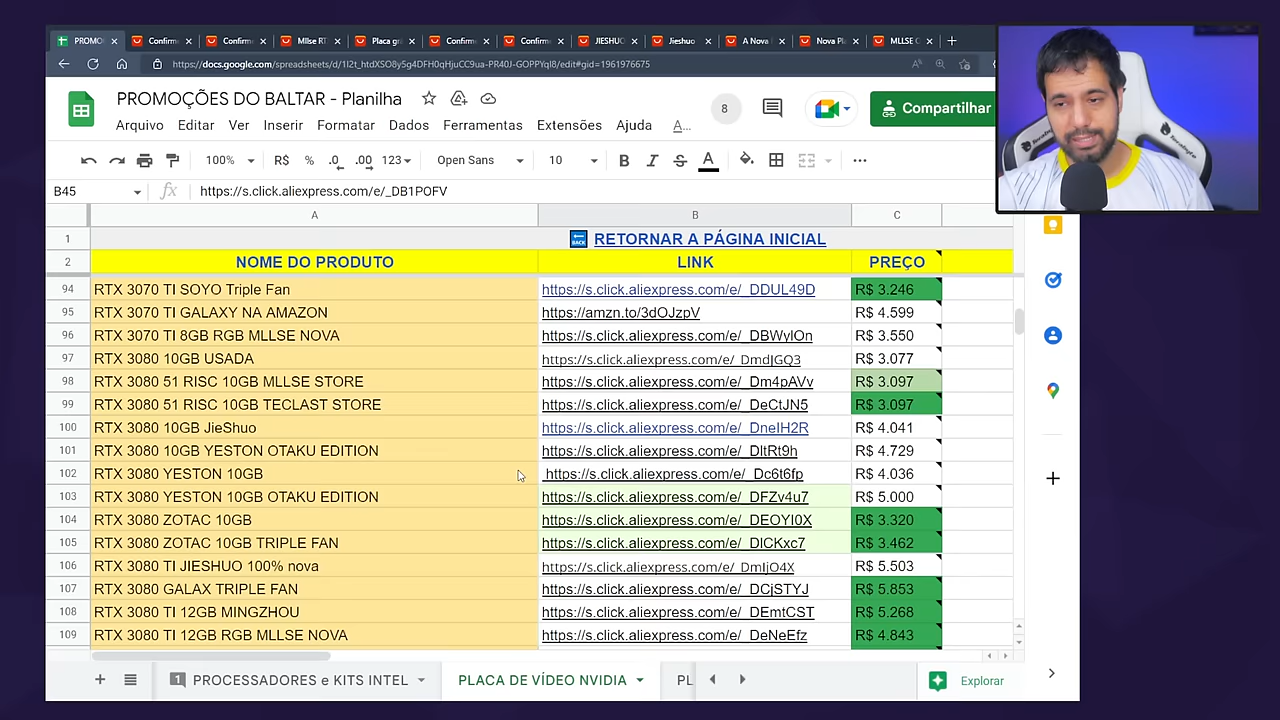 PROMO
Confirm
Confirm
Mllse RT
Placa gra
Confirm
Confirm
JIESHUO
Jieshuo
A Nova
Nova Pl
MLLSE C
https://docs.google.com/spreadsheets/d/1l2t_htdXSO8y5g4DFH0qHjuCC9ua-PR40J-GOPPYqI8/edit#gid=1961976675
PROMOÇÕES DO BALTAR - Planilha
8
Compartilhar
Arquivo Editar Ver Inserir Formatar Dados Ferramentas Extensões Ajuda A...
100% R$ % .0 .00 123 Open Sans 10 B I S A
B45 fx https://s.click.aliexpress.com/e/_DB1POFV
A B C
1 BACK RETORNAR A PÁGINA INICIAL
2 NOME DO PRODUTO LINK PREÇO
94 RTX 3070 TI SOYO Triple Fan https://s.click.aliexpress.com/e/_DDUL49D R$ 3.246
95 RTX 3070 TI GALAXY NA AMAZON https://amzn.to/3dOJzpV R$ 4.599
96 RTX 3070 TI 8GB RGB MLLSE NOVA https://s.click.aliexpress.com/e/_DBWylOn R$ 3.550
97 RTX 3080 10GB USADA https://s.click.aliexpress.com/e/_DmdJGQ3 R$ 3.077
98 RTX 3080 51 RISC 10GB MLLSE STORE https://s.click.aliexpress.com/e/_Dm4pAVv R$ 3.097
99 RTX 3080 51 RISC 10GB TECLAST STORE https://s.click.aliexpress.com/e/_DeCtJN5 R$ 3.097
100 RTX 3080 10GB JieShuo https://s.click.aliexpress.com/e/_DneIH2R R$ 4.041
101 RTX 3080 10GB YESTON OTAKU EDITION https://s.click.aliexpress.com/e/_DltRt9h R$ 4.729
102 RTX 3080 YESTON 10GB https://s.click.aliexpress.com/e/_Dc6t6fp R$ 4.036
103 RTX 3080 YESTON 10GB OTAKU EDITION https://s.click.aliexpress.com/e/_DFZv4u7 R$ 5.000
104 RTX 3080 ZOTAC 10GB https://s.click.aliexpress.com/e/_DEOYI0X R$ 3.320
105 RTX 3080 ZOTAC 10GB TRIPLE FAN https://s.click.aliexpress.com/e/_DlCKxc7 R$ 3.462
106 RTX 3080 TI JIESHUO 100% nova https://s.click.aliexpress.com/e/_DmIjO4X R$ 5.503
107 RTX 3080 GALAX TRIPLE FAN https://s.click.aliexpress.com/e/_DCjSTYJ R$ 5.853
108 RTX 3080 TI 12GB MINGZHOU https://s.click.aliexpress.com/e/_DEmtCST R$ 5.268
109 RTX 3080 TI 12GB RGB MLLSE NOVA https://s.click.aliexpress.com/e/_DeNeEfz R$ 4.843
1 PROCESSADORES e KITS INTEL PLACA DE VÍDEO NVIDIA PL Explorar